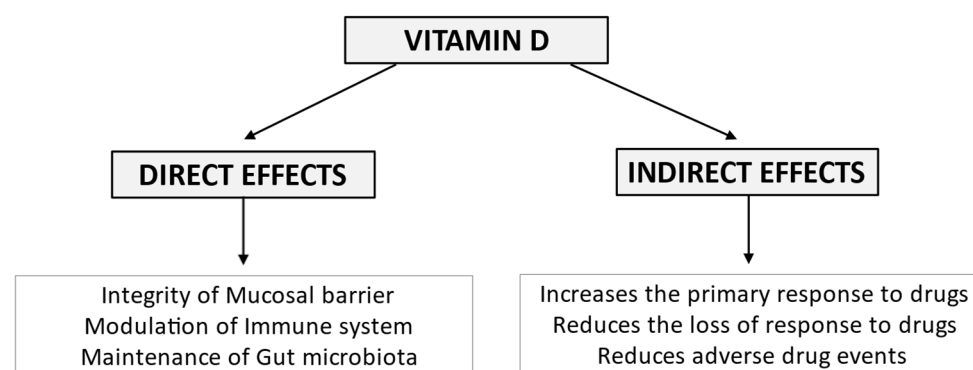 VITAMIN D
DIRECT EFFECTS
INDIRECT EFFECTS
Integrity of Mucosal barrier
Modulation of Immune system
Maintenance of Gut microbiota
Increases the primary response to drugs
Reduces the loss of response to drugs
Reduces adverse drug events